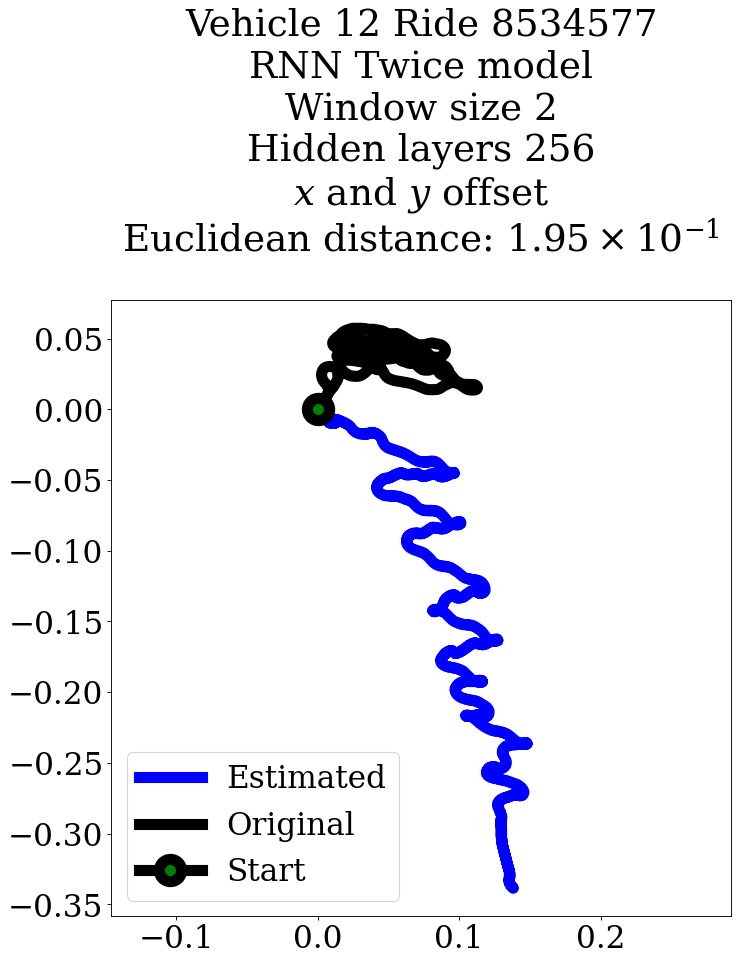 Vehicle 12 Ride 8534577
RNN Twice model
Window size 2
Hidden layers 256
x and y offset
Euclidean distance: 1.95 × 10⁻¹
0.05
0.00
−0.05
−0.10
−0.15
−0.20
−0.25
−0.30
−0.35
Estimated
Original
Start
−0.1 0.0 0.1 0.2